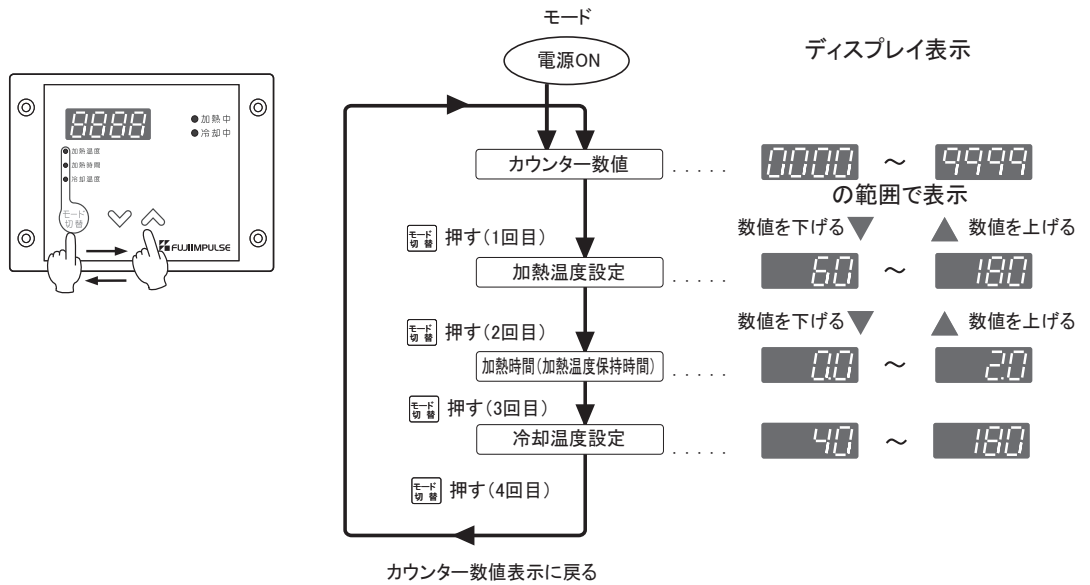 モード
電源ON
ディスプレイ表示
8888
加熱中
冷却中
加熱温度
加熱時間
冷却温度
モード
切替
FUJIIMPULSE
カウンター数値 ..... 0000 ～ 9999
の範囲で表示
モード切替 押す(1回目)
数値を下げる▼ ▲ 数値を上げる
加熱温度設定 ..... 60 ～ 180
モード切替 押す(2回目)
数値を下げる▼ ▲ 数値を上げる
加熱時間(加熱温度保持時間) ..... 0.0 ～ 2.0
モード切替 押す(3回目)
冷却温度設定 ..... 40 ～ 180
モード切替 押す(4回目)
カウンター数値表示に戻る